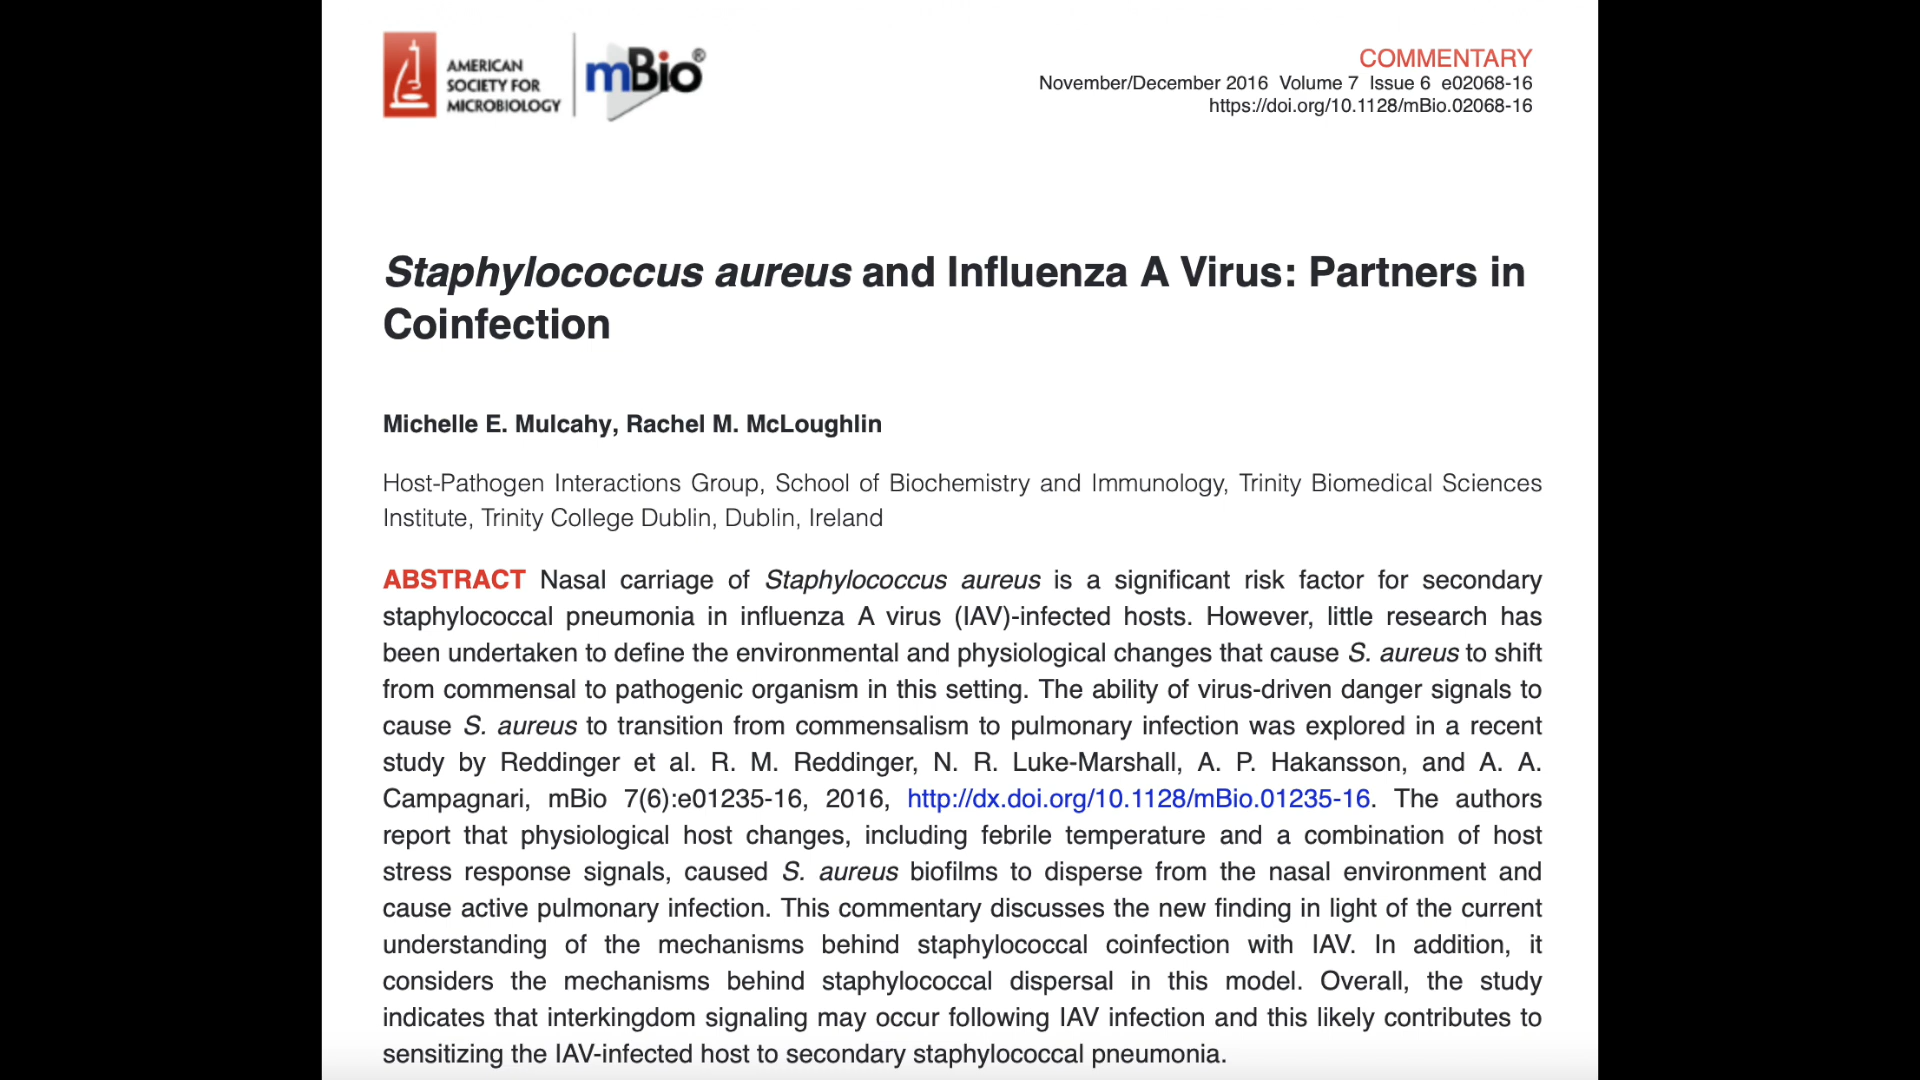 AMERICAN
SOCIETY FOR
MICROBIOLOGY
mBio®
COMMENTARY
November/December 2016 Volume 7 Issue 6 e02068-16
https://doi.org/10.1128/mBio.02068-16
Staphylococcus aureus and Influenza A Virus: Partners in
Coinfection
Michelle E. Mulcahy, Rachel M. McLoughlin
Host-Pathogen Interactions Group, School of Biochemistry and Immunology, Trinity Biomedical Sciences
Institute, Trinity College Dublin, Dublin, Ireland
ABSTRACT Nasal carriage of Staphylococcus aureus is a significant risk factor for secondary
staphylococcal pneumonia in influenza A virus (IAV)-infected hosts. However, little research has
been undertaken to define the environmental and physiological changes that cause S. aureus to shift
from commensal to pathogenic organism in this setting. The ability of virus-driven danger signals to
cause S. aureus to transition from commensalism to pulmonary infection was explored in a recent
study by Reddinger et al. R. M. Reddinger, N. R. Luke-Marshall, A. P. Hakansson, and A. A.
Campagnari, mBio 7(6):e01235-16, 2016, http://dx.doi.org/10.1128/mBio.01235-16. The authors
report that physiological host changes, including febrile temperature and a combination of host
stress response signals, caused S. aureus biofilms to disperse from the nasal environment and
cause active pulmonary infection. This commentary discusses the new finding in light of the current
understanding of the mechanisms behind staphylococcal coinfection with IAV. In addition, it
considers the mechanisms behind staphylococcal dispersal in this model. Overall, the study
indicates that interkingdom signaling may occur following IAV infection and this likely contributes to
sensitizing the IAV-infected host to secondary staphylococcal pneumonia.